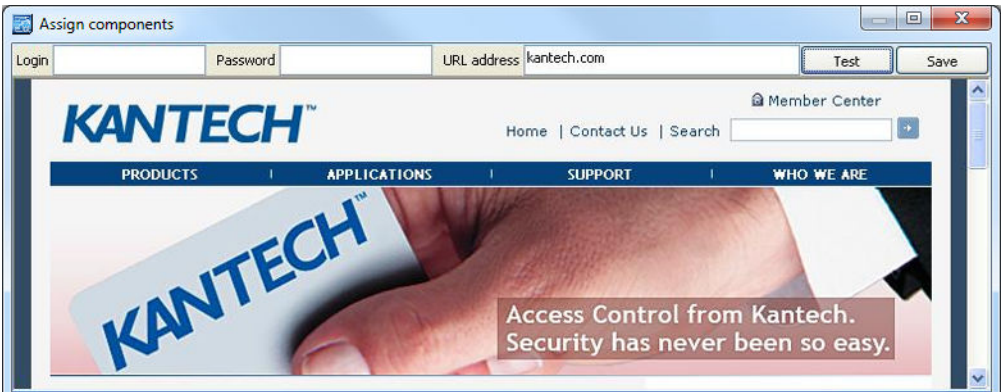 Assign components
Login Password URL address kantech.com Test Save
Member Center
KANTECH™
Home | Contact Us | Search
PRODUCTS | APPLICATIONS | SUPPORT | WHO WE ARE
KANTECH™
Access Control from Kantech.
Security has never been so easy.